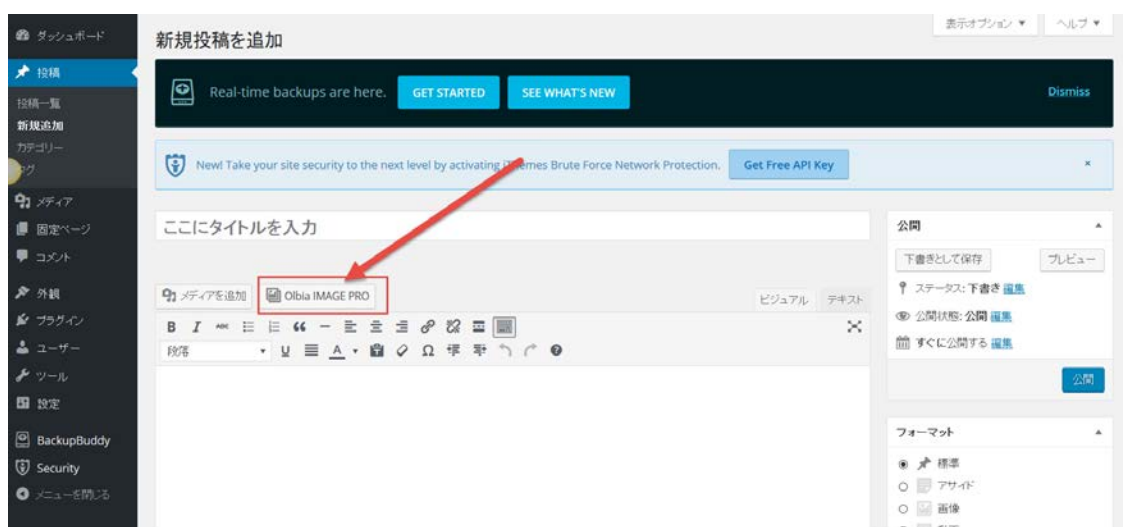 表示オプション ▼
ヘルプ ▼
ダッシュボード
新規投稿を追加
投稿
投稿一覧
新規追加
カテゴリー
Real-time backups are here.
GET STARTED
SEE WHAT'S NEW
Dismiss
New! Take your site security to the next level by activating iThemes Brute Force Network Protection.
Get Free API Key
×
メディア
固定ページ
コメント
外観
プラグイン
ユーザー
ツール
設定
BackupBuddy
Security
メニューを閉じる
ここにタイトルを入力
メディアを追加
Olbia IMAGE PRO
ビジュアル
テキスト
B I ABC
段落
U A Ω
公開
下書きとして保存
プレビュー
ステータス: 下書き 編集
公開状態: 公開 編集
すぐに公開する 編集
公開
フォーマット
標準
アサイド
画像